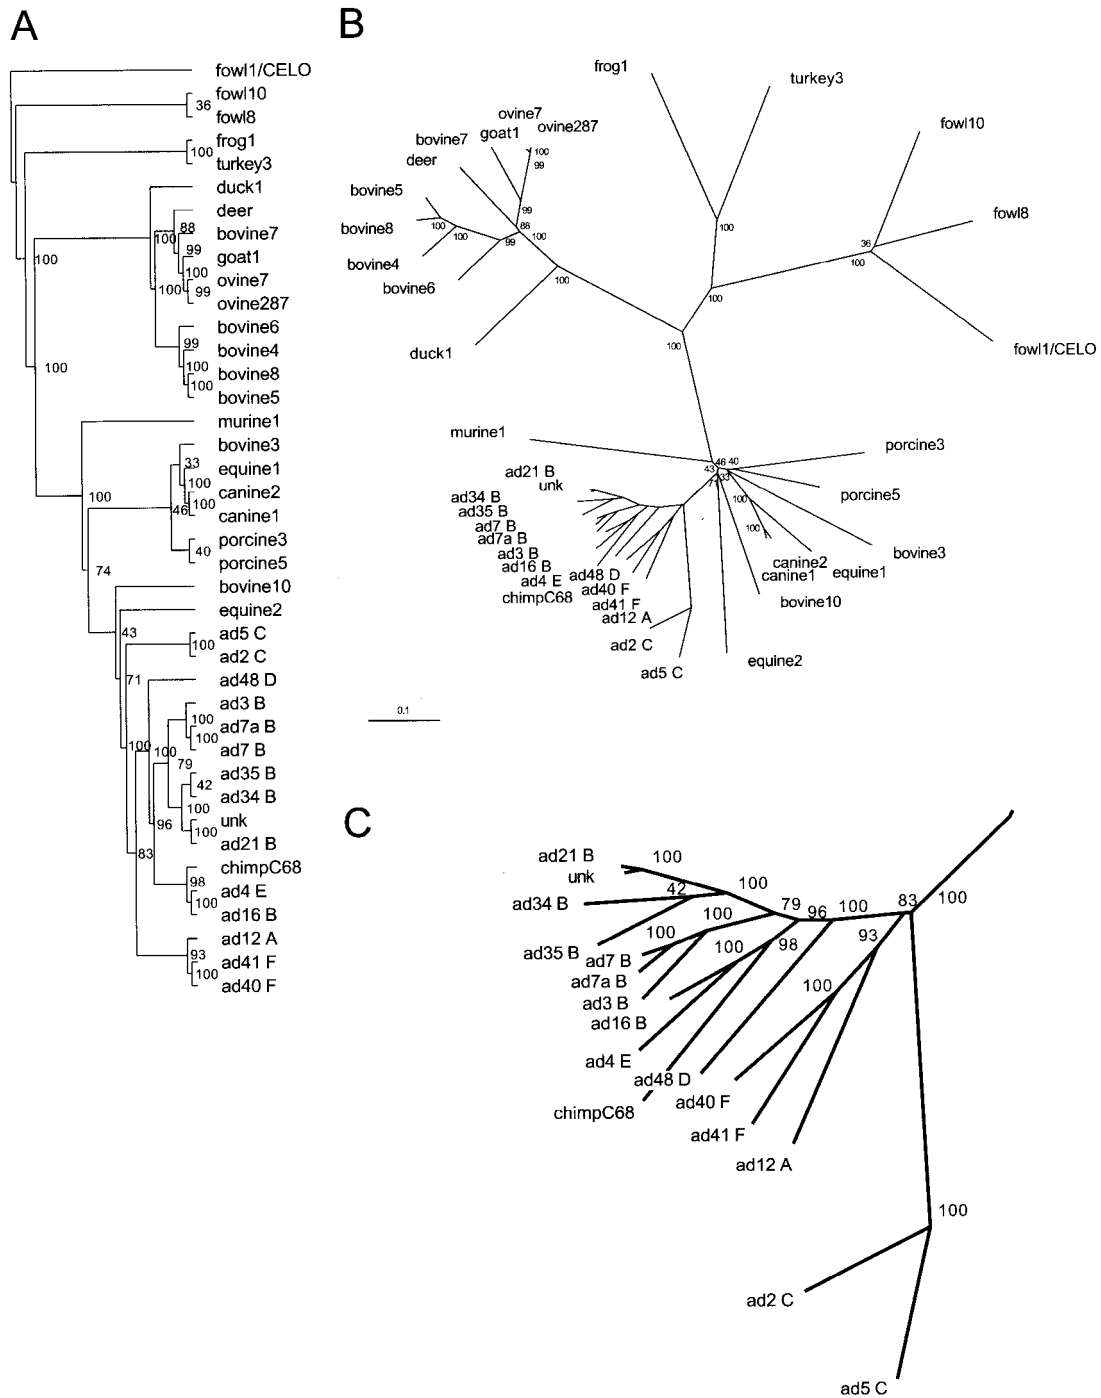 A
fowl1/CELO
fowl10
36
fowl8
frog1
100
turkey3
duck1
deer
88
bovine7
100
99
goat1
100
100
ovine7
100
99
ovine287
bovine6
99
bovine4
100
100
bovine8
100
bovine5
murine1
bovine3
33
equine1
100
100
canine2
100
46
canine1
porcine3
40
porcine5
74
bovine10
equine2
43
ad5 C
100
ad2 C
71
ad48 D
ad3 B
100
ad7a B
100
100
100
ad7 B
79
ad35 B
42
ad34 B
100
unk
96
100
ad21 B
83
chimpC68
98
ad4 E
100
ad16 B
ad12 A
93
ad41 F
100
ad40 F
B
frog1
turkey3
fowl10
ovine7
goat1
ovine287
bovine7
100
deer
99
bovine5
99
fowl8
bovine8
100
100
88
100
100
99
36
100
bovine4
bovine6
100
100
duck1
100
fowl1/CELO
murine1
porcine3
46
40
43
ad21 B
unk
33
porcine5
ad34 B
100
ad35 B
ad7 B
100
ad7a B
ad3 B
bovine3
ad16 B
canine2
ad4 E
ad48 D
canine1
equine1
chimpC68
ad40 F
bovine10
ad41 F
ad12 A
ad2 C
equine2
ad5 C
0.1
C
ad21 B
100
unk
100
42
ad34 B
79
96
100
83
100
100
ad35 B
100
ad7 B
100
98
93
ad7a B
100
ad3 B
ad16 B
ad4 E
ad48 D
ad40 F
chimpC68
ad41 F
ad12 A
100
ad2 C
ad5 C